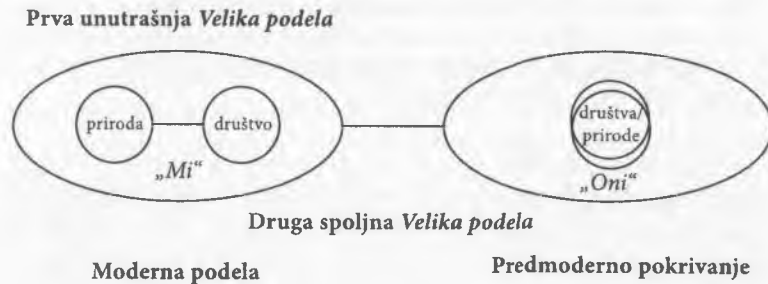 Prva unutrašnja Velika podela
priroda
društvo
„Mi“
društva/
prirode
„Oni“
Druga spoljna Velika podela
Moderna podela
Predmoderno pokrivanje